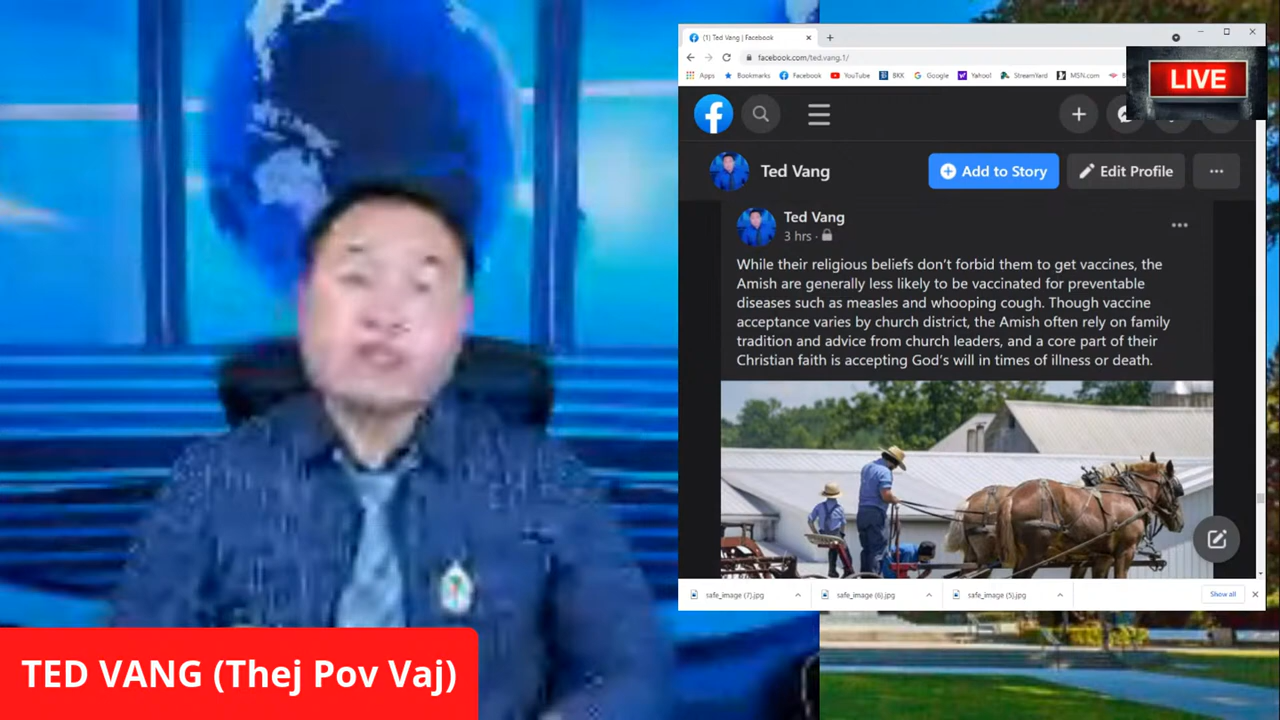 (1) Ted Vang | Facebook
facebook.com/ted.vang.1/
Apps Bookmarks Facebook YouTube BKK Google Yahoo! StreamYard MSN.com
LIVE
Ted Vang
Add to Story
Edit Profile
Ted Vang
3 hrs ·
While their religious beliefs don’t forbid them to get vaccines, the
Amish are generally less likely to be vaccinated for preventable
diseases such as measles and whooping cough. Though vaccine
acceptance varies by church district, the Amish often rely on family
tradition and advice from church leaders, and a core part of their
Christian faith is accepting God’s will in times of illness or death.
safe_image (7).jpg
safe_image (6).jpg
safe_image (5).jpg
Show all
TED VANG (Thej Pov Vaj)